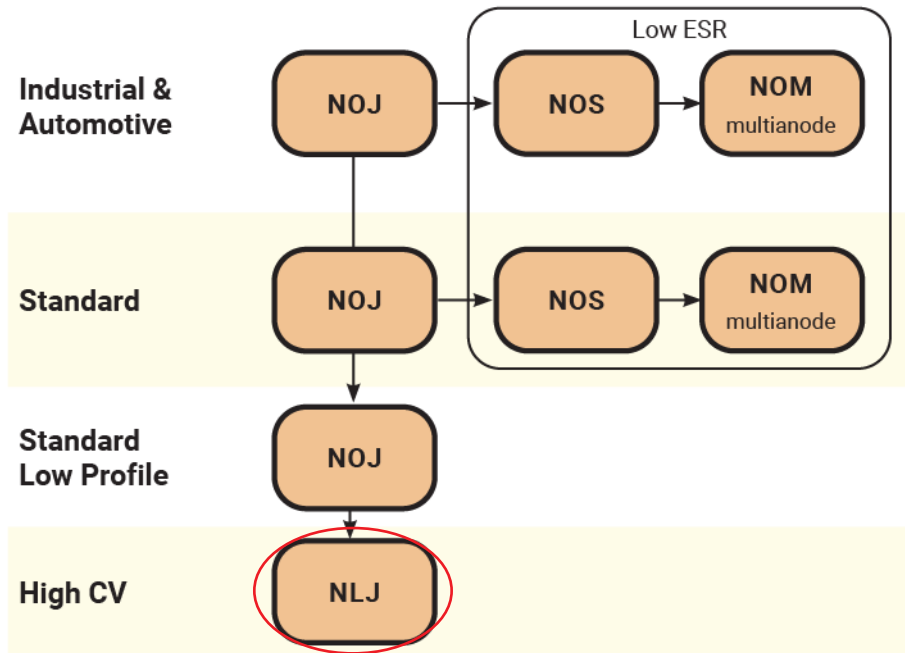 Low ESR
Industrial &
Automotive
NOJ
NOS
NOM
multianode
Standard
NOJ
NOS
NOM
multianode
Standard
Low Profile
NOJ
High CV
NLJ